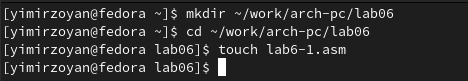 [yimirzoyan@fedora ~]$ mkdir ~/work/arch-pc/lab06
[yimirzoyan@fedora ~]$ cd ~/work/arch-pc/lab06
[yimirzoyan@fedora lab06]$ touch lab6-1.asm
[yimirzoyan@fedora lab06]$